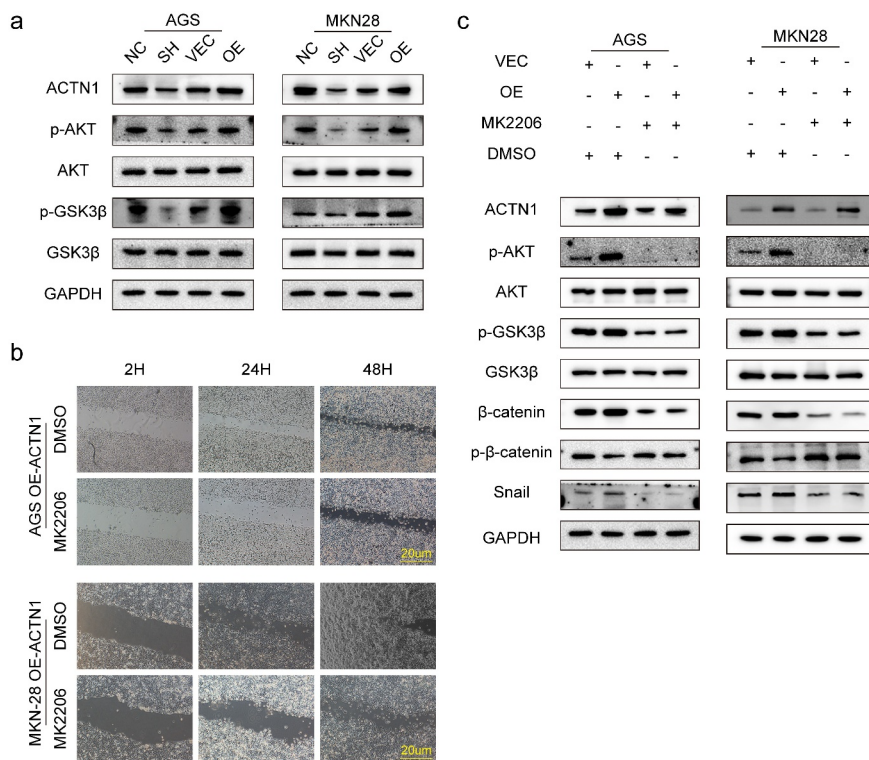 a
AGS
MKN28
NC SH VEC OE
NC SH VEC OE
ACTN1
p-AKT
AKT
p-GSK3β
GSK3β
GAPDH
b
2H 24H 48H
AGS OE-ACTN1
DMSO
MK2206
20um
MKN-28 OE-ACTN1
DMSO
MK2206
20um
c
AGS
MKN28
VEC + - + - + - + -
OE - + - + - + - +
MK2206 - - + + - - + +
DMSO + + - - + + - -
ACTN1
p-AKT
AKT
p-GSK3β
GSK3β
β-catenin
p-β-catenin
Snail
GAPDH